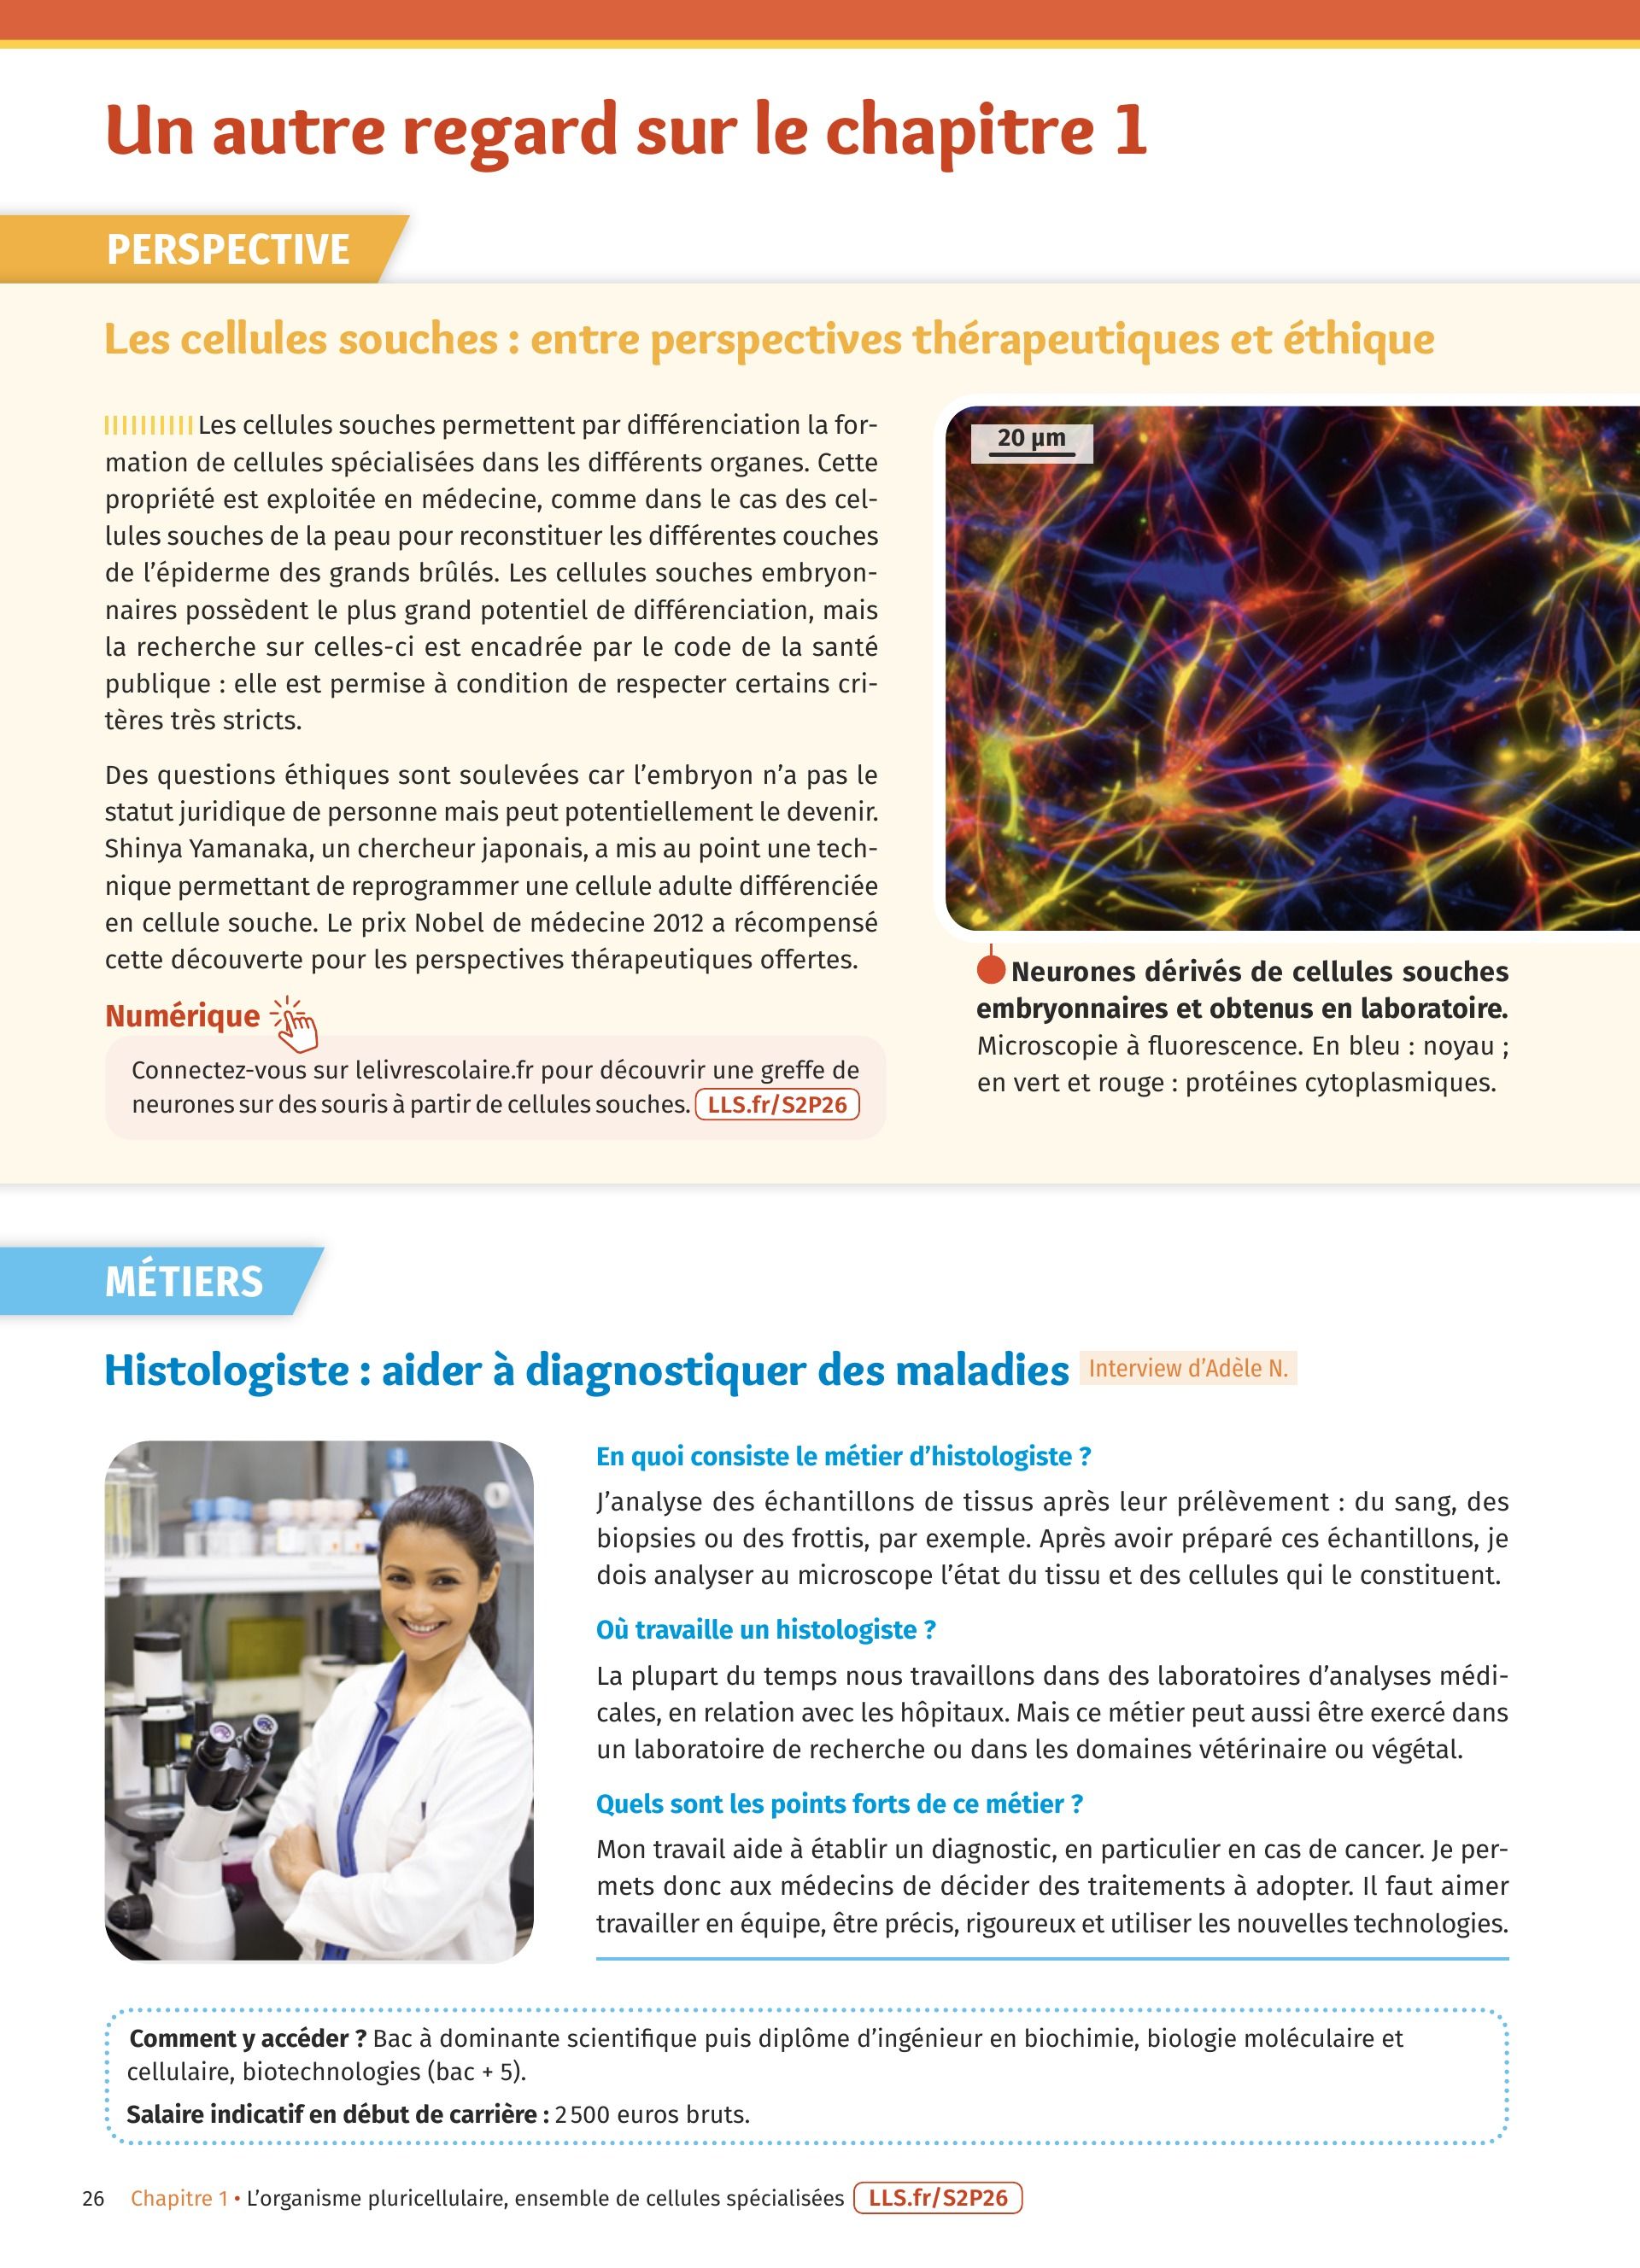 Un autre regard sur le chapitre 1
PERSPECTIVE
Les cellules souches : entre perspectives thérapeutiques et éthique
Les cellules souches permettent par différenciation la for-
mation de cellules spécialisées dans les différents organes. Cette
propriété est exploitée en médecine, comme dans le cas des cel-
lules souches de la peau pour reconstituer les différentes couches
de l'épiderme des grands brûlés. Les cellules souches embryon-
naires possèdent le plus grand potentiel de différenciation, mais
la recherche sur celles-ci est encadrée par le code de la santé
publique : elle est permise à condition de respecter certains cri-
tères très stricts.
Des questions éthiques sont soulevées car l'embryon n'a pas le
statut juridique de personne mais peut potentiellement le devenir.
Shinya Yamanaka, un chercheur japonais, a mis au point une tech-
nique permettant de reprogrammer une cellule adulte différenciée
en cellule souche. Le prix Nobel de médecine 2012 a récompensé
cette découverte pour les perspectives thérapeutiques offertes.
Numérique
Connectez-vous sur lelivrescolaire.fr pour découvrir une greffe de
neurones sur des souris à partir de cellules souches. LLS.fr/S2P26
20 µm
Neurones dérivés de cellules souches
embryonnaires et obtenus en laboratoire.
Microscopie à fluorescence. En bleu : noyau ;
en vert et rouge : protéines cytoplasmiques.
MÉTIERS
Histologiste : aider à diagnostiquer des maladies Interview d'Adèle N.
En quoi consiste le métier d'histologiste ?
J'analyse des échantillons de tissus après leur prélèvement : du sang, des
biopsies ou des frottis, par exemple. Après avoir préparé ces échantillons, je
dois analyser au microscope l'état du tissu et des cellules qui le constituent.
Où travaille un histologiste ?
La plupart du temps nous travaillons dans des laboratoires d'analyses médi-
cales, en relation avec les hôpitaux. Mais ce métier peut aussi être exercé dans
un laboratoire de recherche ou dans les domaines vétérinaire ou végétal.
Quels sont les points forts de ce métier ?
Mon travail aide à établir un diagnostic, en particulier en cas de cancer. Je per-
mets donc aux médecins de décider des traitements à adopter. Il faut aimer
travailler en équipe, être précis, rigoureux et utiliser les nouvelles technologies.
Comment y accéder ? Bac à dominante scientifique puis diplôme d'ingénieur en biochimie, biologie moléculaire et
cellulaire, biotechnologies (bac + 5).
Salaire indicatif en début de carrière : 2 500 euros bruts.
26 Chapitre 1 • L'organisme pluricellulaire, ensemble de cellules spécialisées LLS.fr/S2P26